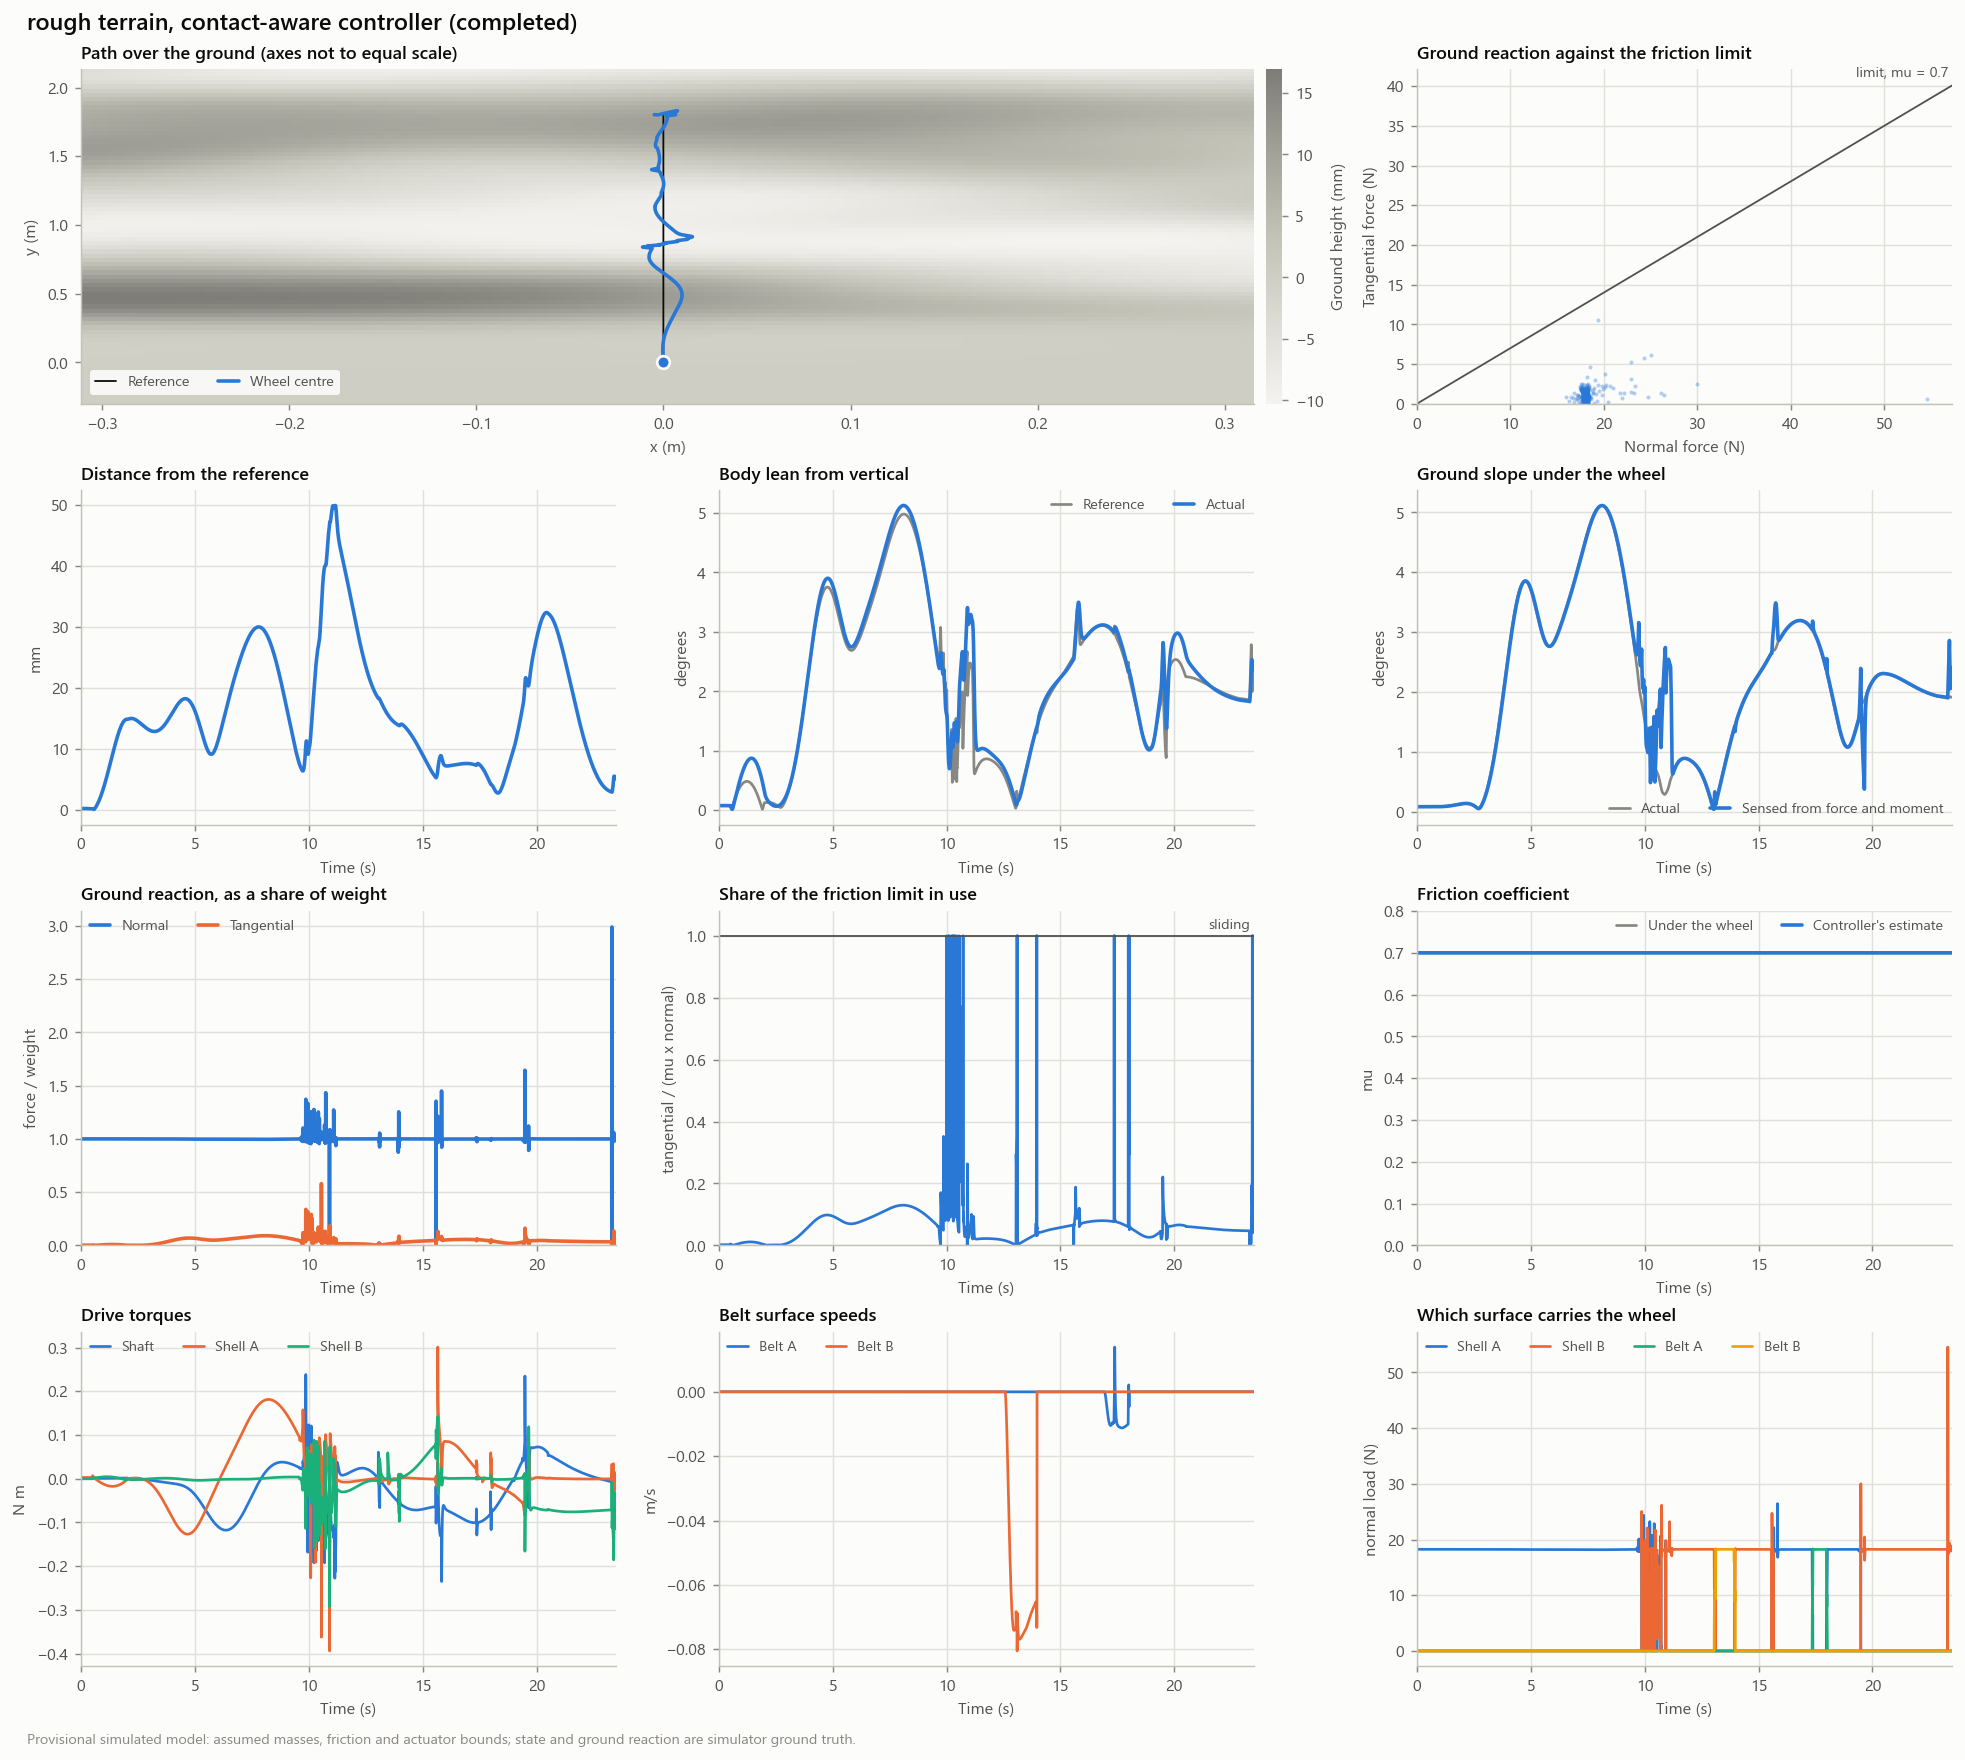 rough terrain, contact-aware controller (completed)
Path over the ground (axes not to equal scale)
2.0
1.5
1.0
0.5
0.0
y (m)
Reference
Wheel centre
−0.3
−0.2
−0.1
0.0
0.1
0.2
0.3
x (m)
15
10
5
0
−5
−10
Ground height (mm)
Ground reaction against the friction limit
limit, mu = 0.7
40
35
30
25
20
15
10
5
0
Tangential force (N)
0
10
20
30
40
50
Normal force (N)
Distance from the reference
50
40
30
20
10
0
mm
0
5
10
15
20
Time (s)
Body lean from vertical
Reference
Actual
5
4
3
2
1
0
degrees
0
5
10
15
20
Time (s)
Ground slope under the wheel
5
4
3
2
1
0
degrees
Actual
Sensed from force and moment
0
5
10
15
20
Time (s)
Ground reaction, as a share of weight
Normal
Tangential
3.0
2.5
2.0
1.5
1.0
0.5
0.0
force / weight
0
5
10
15
20
Time (s)
Share of the friction limit in use
sliding
1.0
0.8
0.6
0.4
0.2
0.0
tangential / (mu x normal)
0
5
10
15
20
Time (s)
Friction coefficient
Under the wheel
Controller's estimate
0.8
0.7
0.6
0.5
0.4
0.3
0.2
0.1
0.0
mu
0
5
10
15
20
Time (s)
Drive torques
Shaft
Shell A
Shell B
0.3
0.2
0.1
0.0
−0.1
−0.2
−0.3
−0.4
N m
0
5
10
15
20
Time (s)
Belt surface speeds
Belt A
Belt B
0.00
−0.02
−0.04
−0.06
−0.08
m/s
0
5
10
15
20
Time (s)
Which surface carries the wheel
Shell A
Shell B
Belt A
Belt B
50
40
30
20
10
0
normal load (N)
0
5
10
15
20
Time (s)
Provisional simulated model: assumed masses, friction and actuator bounds; state and ground reaction are simulator ground truth.